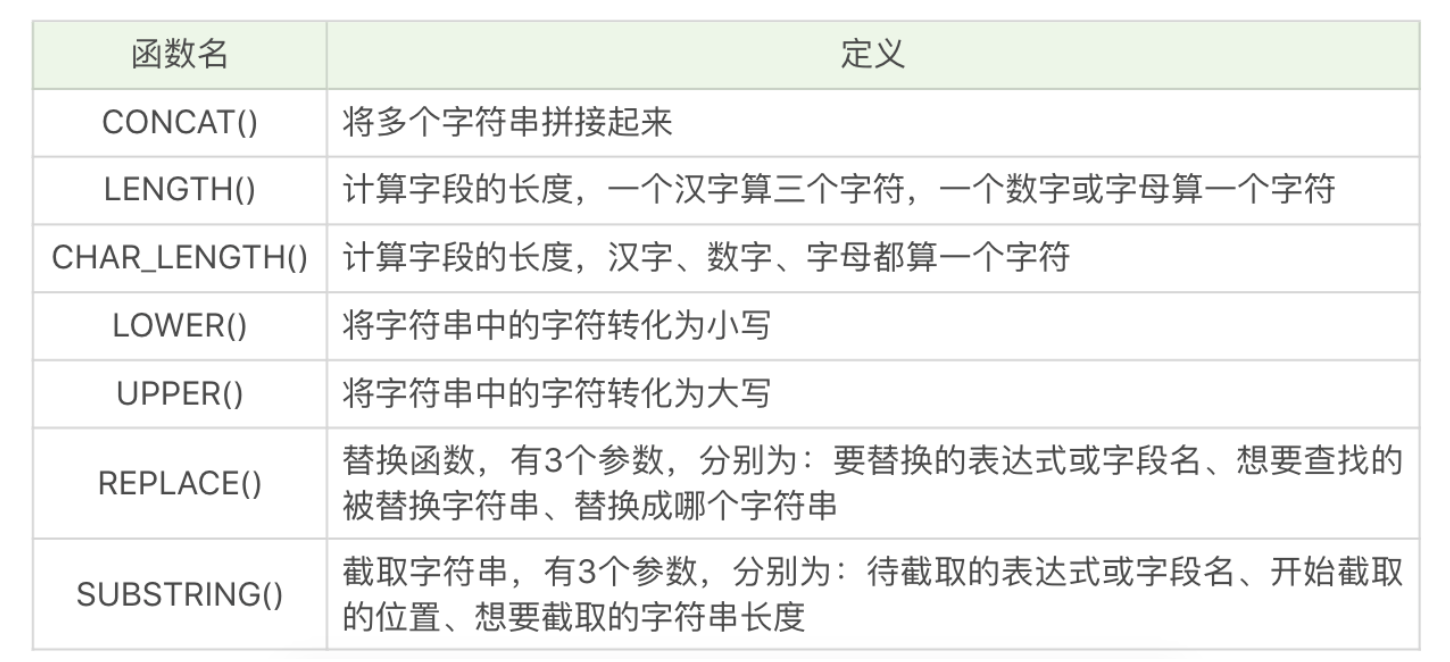 函数名 定义
CONCAT() 将多个字符串拼接起来
LENGTH() 计算字段的长度，一个汉字算三个字符，一个数字或字母算一个字符
CHAR_LENGTH() 计算字段的长度，汉字、数字、字母都算一个字符
LOWER() 将字符串中的字符转化为小写
UPPER() 将字符串中的字符转化为大写
REPLACE() 替换函数，有3个参数，分别为：要替换的表达式或字段名、想要查找的
被替换字符串、替换成哪个字符串
SUBSTRING() 截取字符串，有3个参数，分别为：待截取的表达式或字段名、开始截取
的位置、想要截取的字符串长度